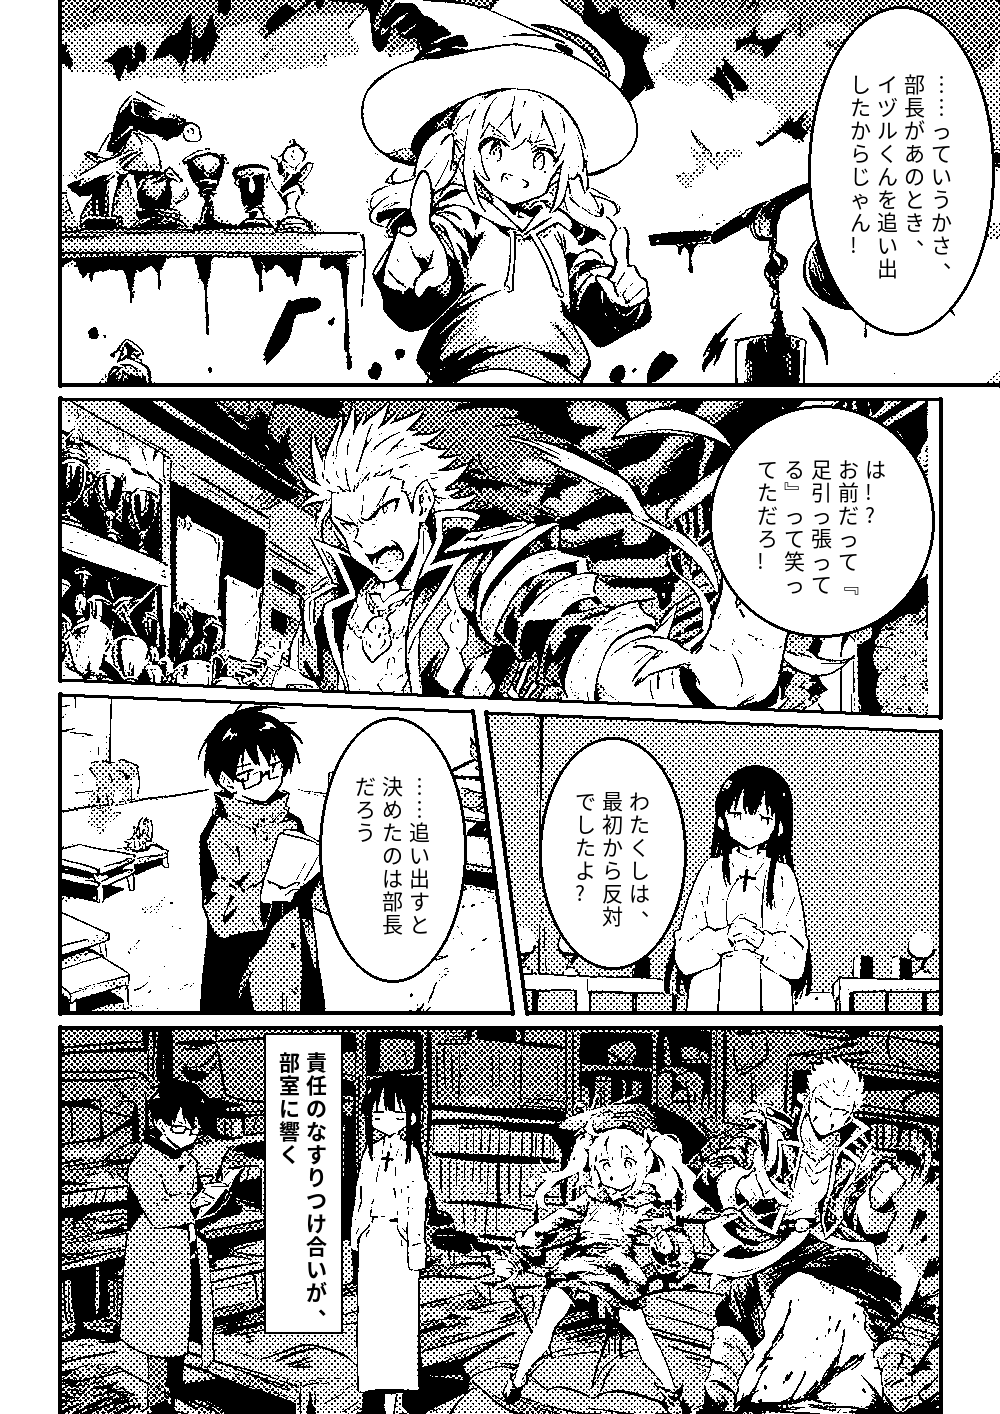 ……っていうかさ、
部長があのとき、
イヅルくんを追い出
したからじゃん！
は！？
お前だって『
足引っ張って
る』って笑っ
てただろ！
わたくしは、
最初から反対
でしたよ？
……追い出すと
決めたのは部長
だろう
責任のなすりつけ合いが、
部室に響く